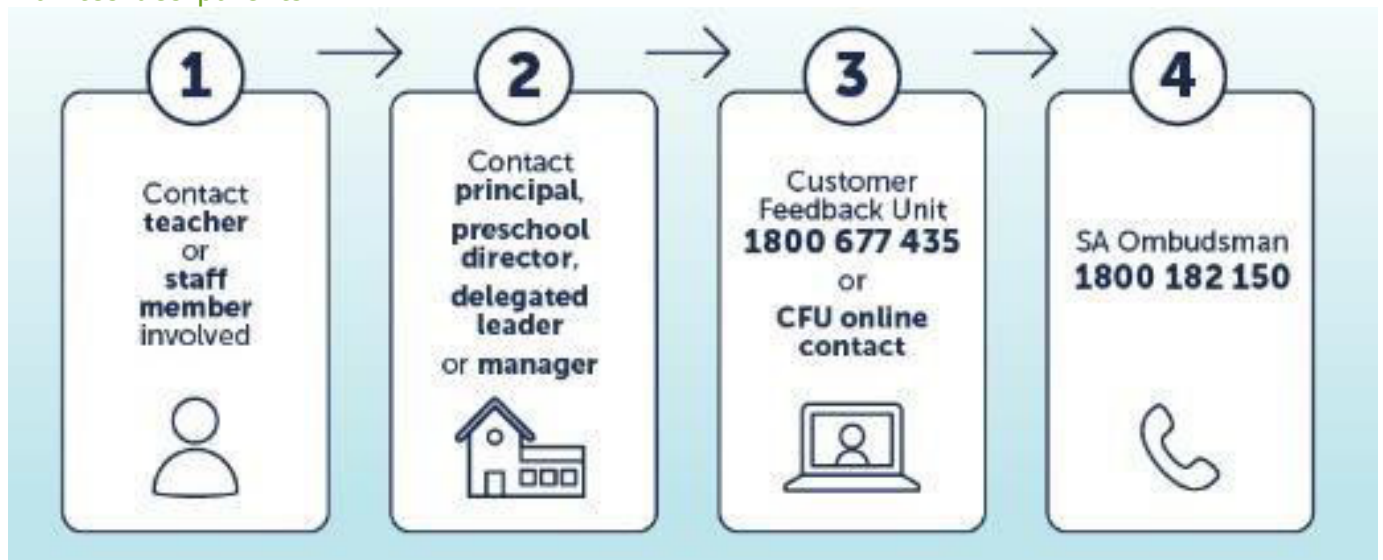 1
Contact
teacher
or
staff
member
involved
2
Contact
principal,
preschool
director,
delegated
leader
or manager
3
Customer
Feedback Unit
1800 677 435
or
CFU online
contact
4
SA Ombudsman
1800 182 150